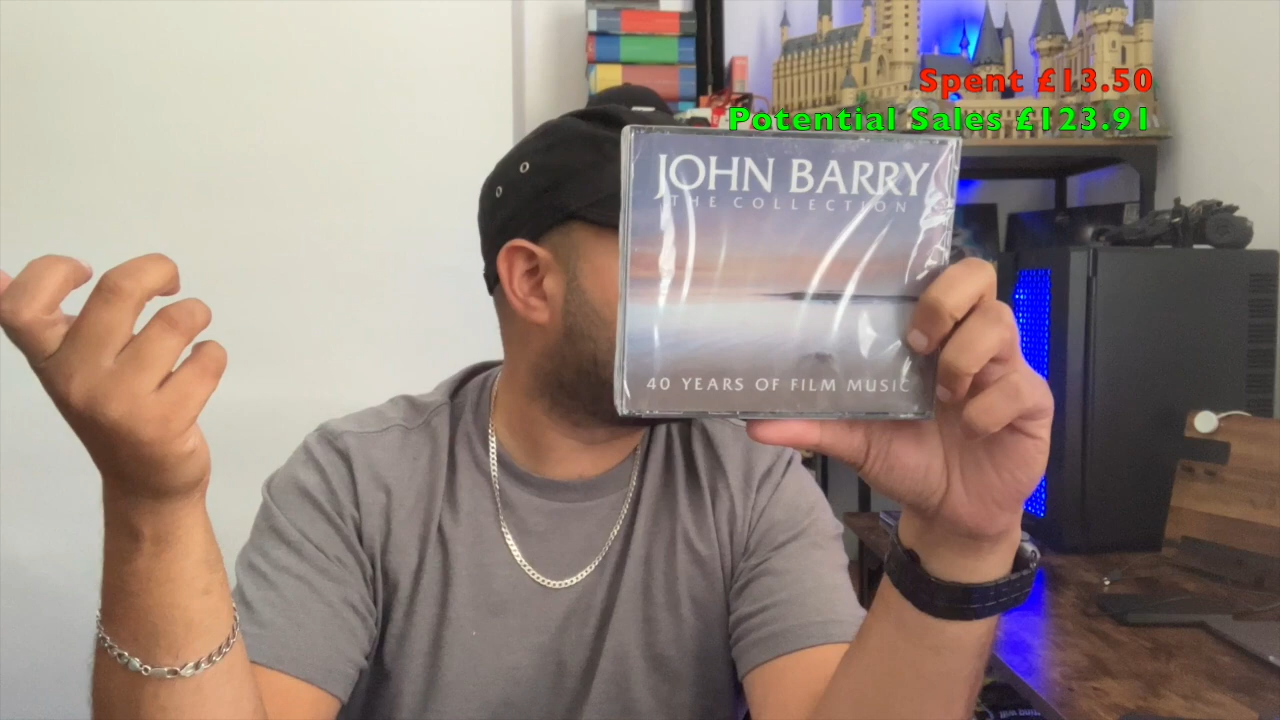 Spent £13.50
Potential Sales £123.91
JOHN BARRY
THE COLLECTION
40 YEARS OF FILM MUSIC